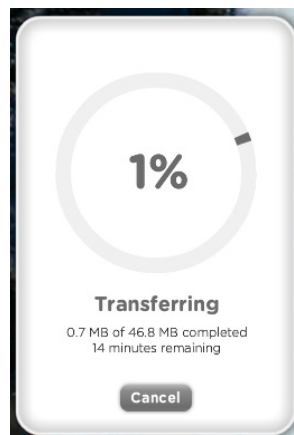 1%
Transferring
0.7 MB of 46.8 MB completed
14 minutes remaining
Cancel